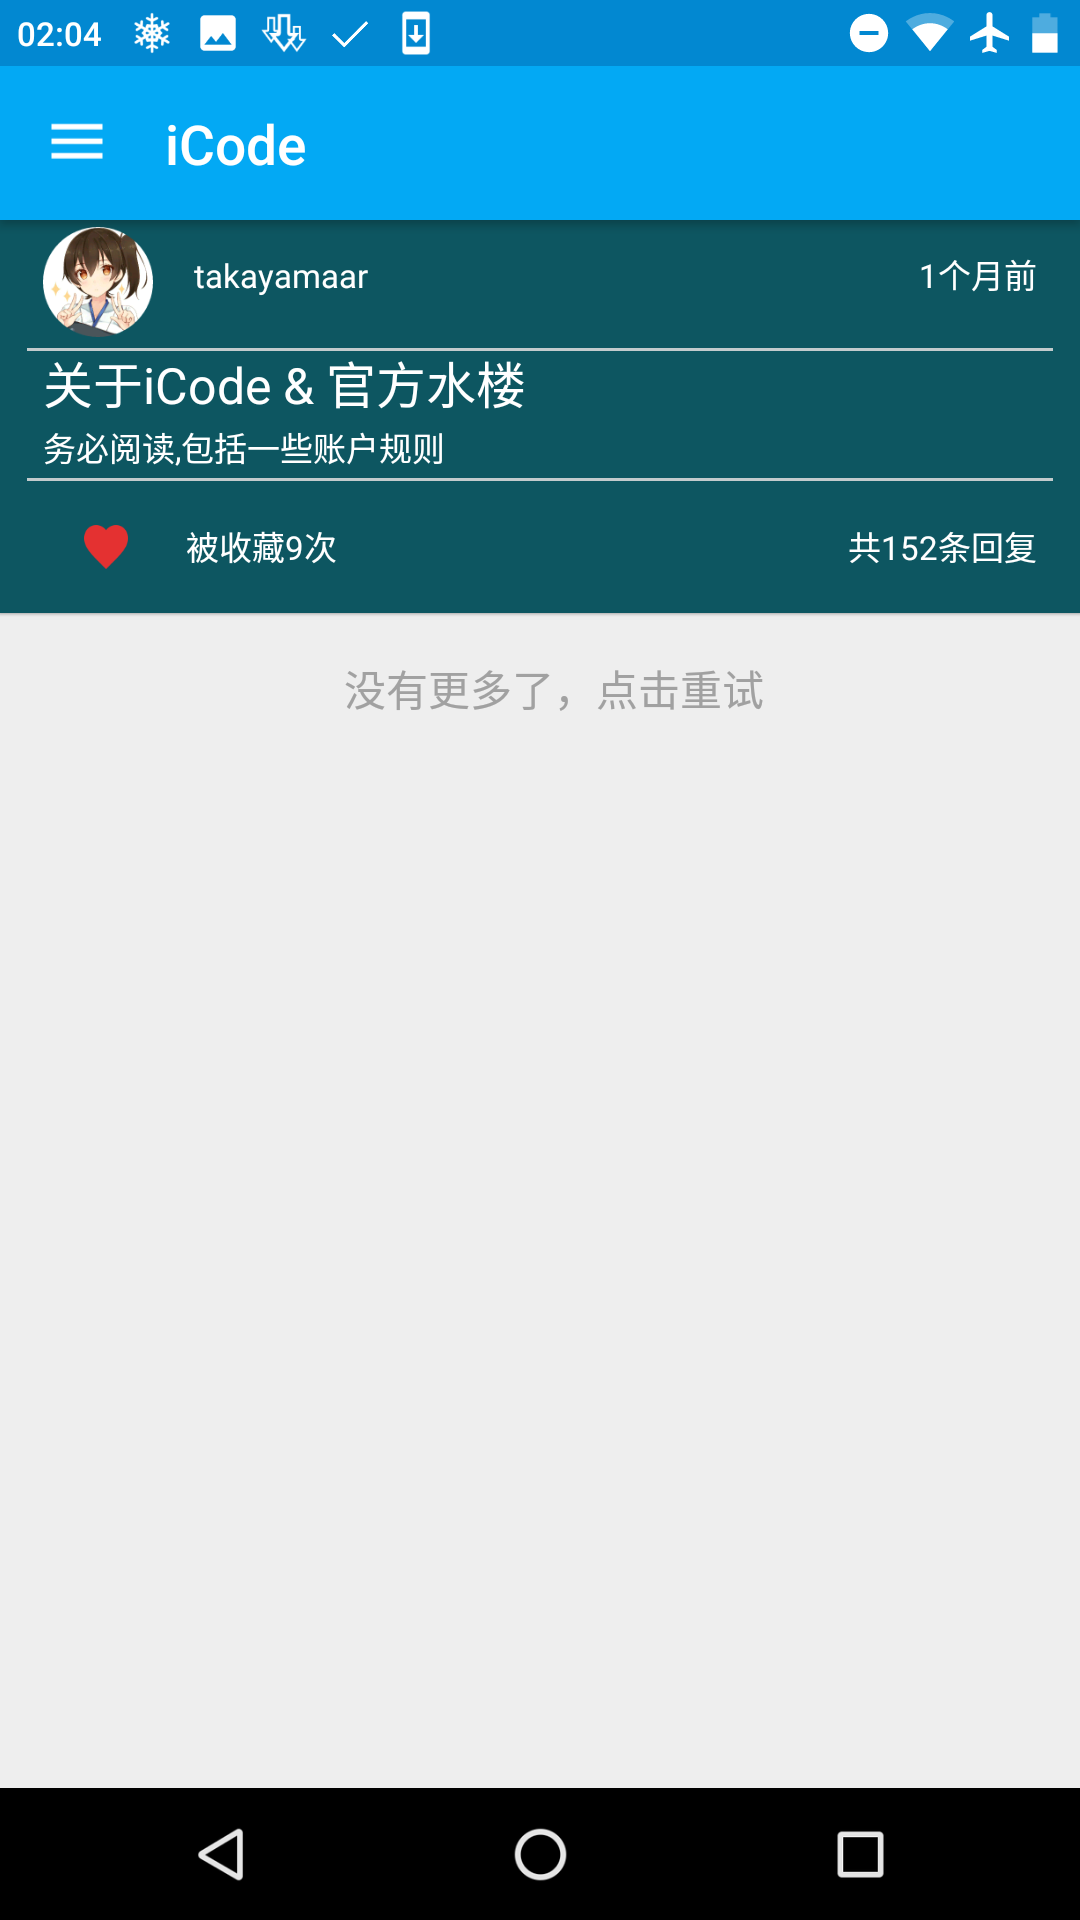 02:04
iCode
takayamaar
1个月前
关于iCode & 官方水楼
务必阅读,包括一些账户规则
被收藏9次
共152条回复
没有更多了，点击重试